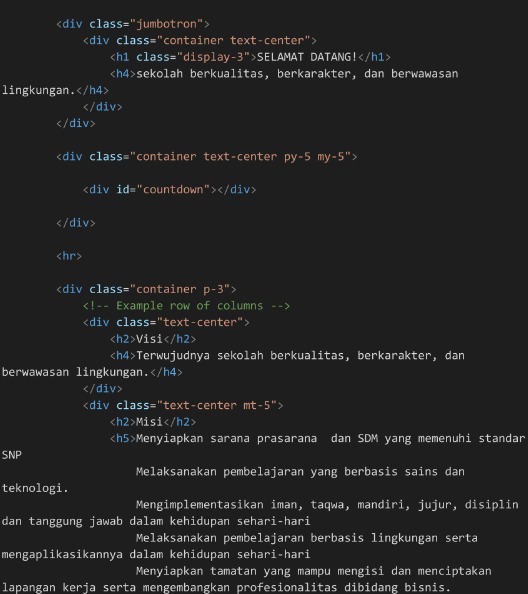 <div class="jumbotron">
<div class="container text-center">
<h1 class="display-3">SELAMAT DATANG!</h1>
<h4>sekolah berkualitas, berkarakter, dan berwawasan
lingkungan.</h4>
</div>
</div>
<div class="container text-center py-5 my-5">
<div id="countdown"></div>
</div>
<hr>
<div class="container p-3">
<!-- Example row of columns -->
<div class="text-center">
<h2>Visi</h2>
<h4>Terwujudnya sekolah berkualitas, berkarakter, dan
berwawasan lingkungan.</h4>
</div>
<div class="text-center mt-5">
<h2>Misi</h2>
<h5>Menyiapkan sarana prasarana  dan SDM yang memenuhi standar
SNP
Melaksanakan pembelajaran yang berbasis sains dan
teknologi.
Mengimplementasikan iman, taqwa, mandiri, jujur, disiplin
dan tanggung jawab dalam kehidupan sehari-hari
Melaksanakan pembelajaran berbasis lingkungan serta
mengaplikasikannya dalam kehidupan sehari-hari
Menyiapkan tamatan yang mampu mengisi dan menciptakan
lapangan kerja serta mengembangkan profesionalitas dibidang bisnis.